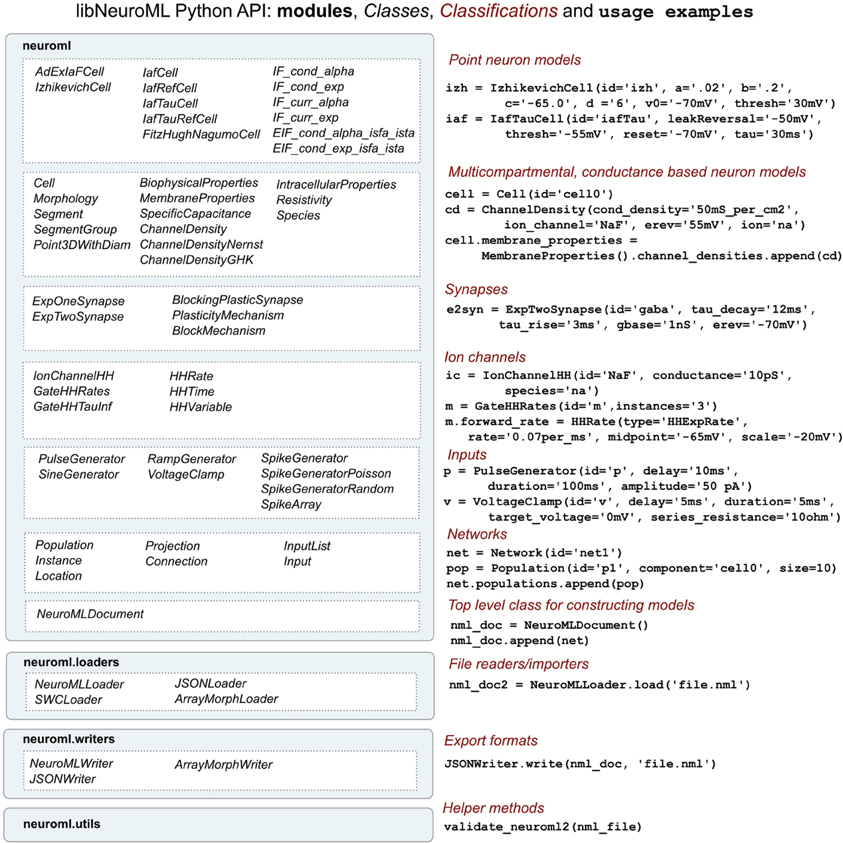 libNeuroML Python API: modules, Classes, Classifications and usage examples
neuroml
AdExIaFCell IafCell IF_cond_alpha
IzhikevichCell IafRefCell IF_cond_exp
IafTauCell IF_curr_alpha
IafTauRefCell IF_curr_exp
FitzHughNagumoCell EIF_cond_alpha_isfa_ista
EIF_cond_exp_isfa_ista
Point neuron models
izh = IzhikevichCell(id='izh', a='.02', b='.2',
c='-65.0', d ='6', v0='-70mV', thresh='30mV')
iaf = IafTauCell(id='iafTau', leakReversal='-50mV',
thresh='-55mV', reset='-70mV', tau='30ms')
Cell BiophysicalProperties IntracellularProperties
Morphology MembraneProperties Resistivity
Segment SpecificCapacitance Species
SegmentGroup ChannelDensity
Point3DWithDiam ChannelDensityNernst
ChannelDensityGHK
Multicompartmental, conductance based neuron models
cell = Cell(id='cell0')
cd = ChannelDensity(cond_density='50mS_per_cm2',
ion_channel='NaF', erev='55mV', ion='na')
cell.membrane_properties =
MembraneProperties().channel_densities.append(cd)
ExpOneSynapse BlockingPlasticSynapse
ExpTwoSynapse PlasticityMechanism
BlockMechanism
Synapses
e2syn = ExpTwoSynapse(id='gaba', tau_decay='12ms',
tau_rise='3ms', gbase='1nS', erev='-70mV')
IonChannelHH HHRate
GateHHRates HHTime
GateHHTauInf HHVariable
Ion channels
ic = IonChannelHH(id='NaF', conductance='10pS',
species='na')
m = GateHHRates(id='m',instances='3')
m.forward_rate = HHRate(type='HHExpRate',
rate='0.07per_ms', midpoint='-65mV', scale='-20mV')
PulseGenerator RampGenerator SpikeGenerator
SineGenerator VoltageClamp SpikeGeneratorPoisson
SpikeGeneratorRandom
SpikeArray
Inputs
p = PulseGenerator(id='p', delay='10ms',
duration='100ms', amplitude='50 pA')
v = VoltageClamp(id='v', delay='5ms', duration='5ms',
target_voltage='0mV', series_resistance='10ohm')
Population Projection InputList
Instance Connection Input
Location
Networks
net = Network(id='net1')
pop = Population(id='p1', component='cell0', size=10)
net.populations.append(pop)
NeuroMLDocument
Top level class for constructing models
nml_doc = NeuroMLDocument()
nml_doc.append(net)
neuroml.loaders
NeuroMLLoader JSONLoader
SWCLoader ArrayMorphLoader
File readers/importers
nml_doc2 = NeuroMLLoader.load('file.nml')
neuroml.writers
NeuroMLWriter ArrayMorphWriter
JSONWriter
Export formats
JSONWriter.write(nml_doc, 'file.nml')
neuroml.utils
Helper methods
validate_neuroml2(nml_file)